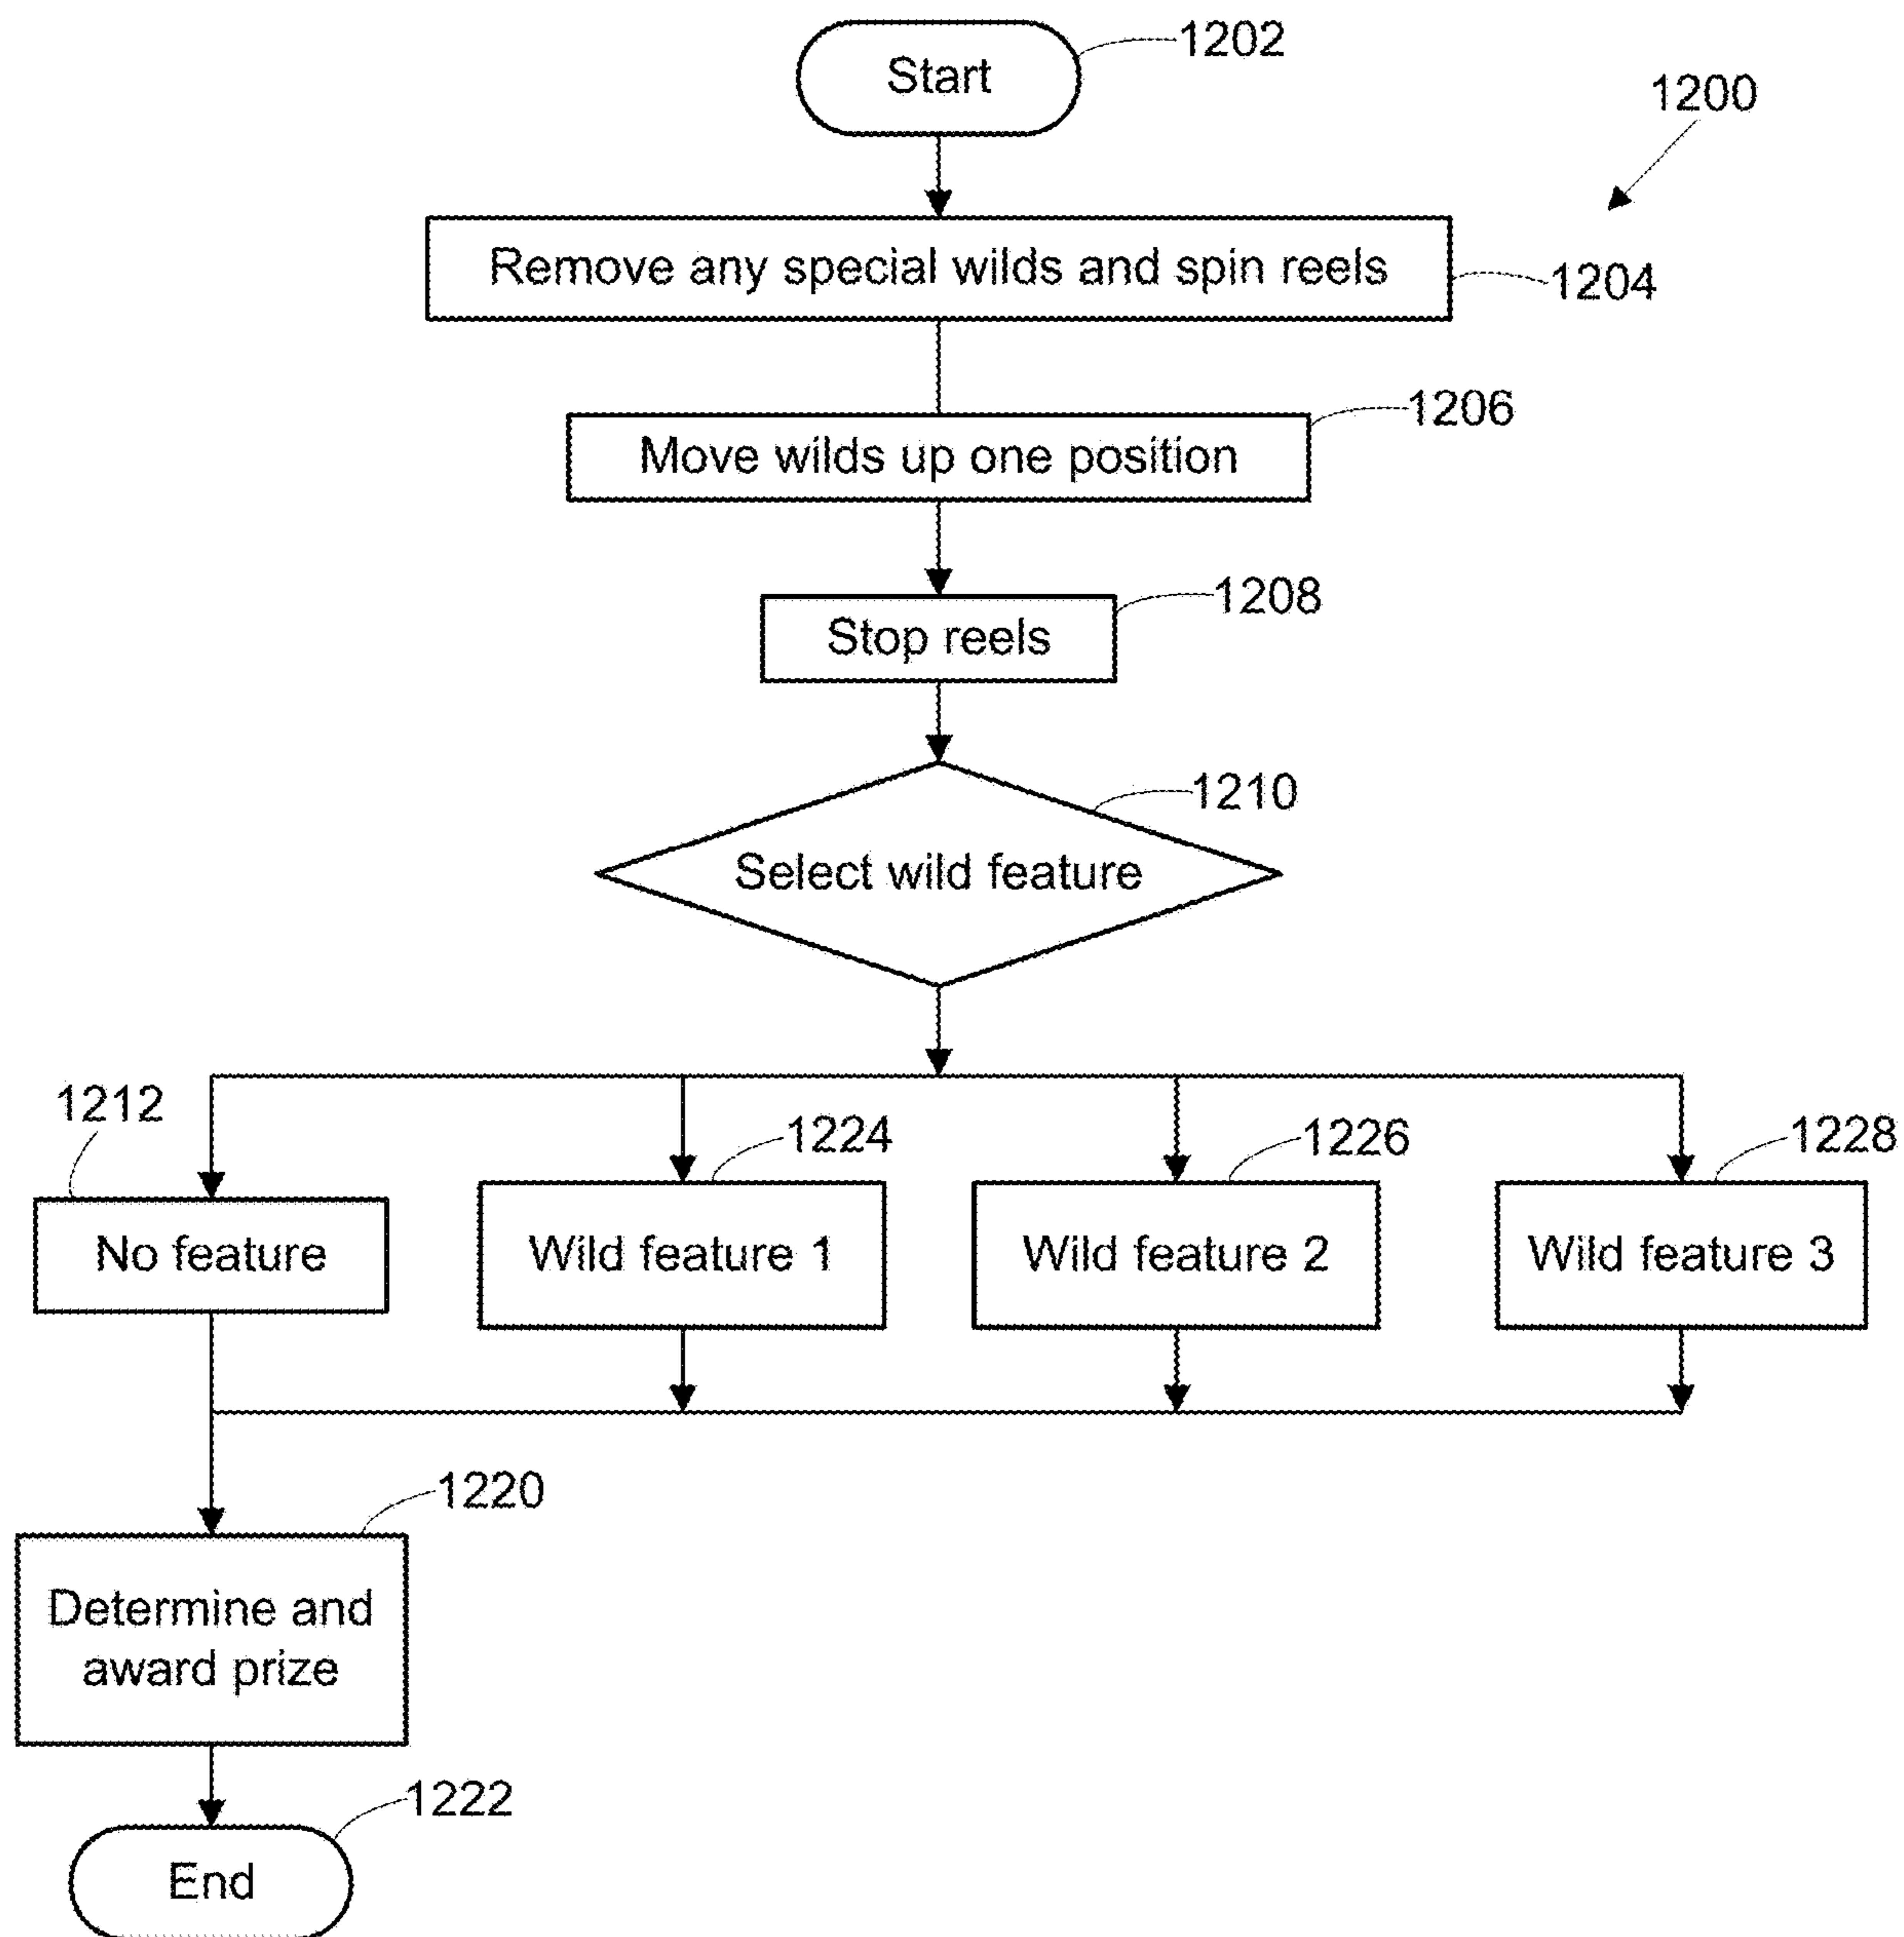 Start
1202
1200
Remove any special wilds and spin reels
1204
1206
Move wilds up one position
1208
Stop reels
1210
Select wild feature
1212
1224
1226
1228
No feature
Wild feature 1
Wild feature 2
Wild feature 3
1220
Determine and
award prize
1222
End